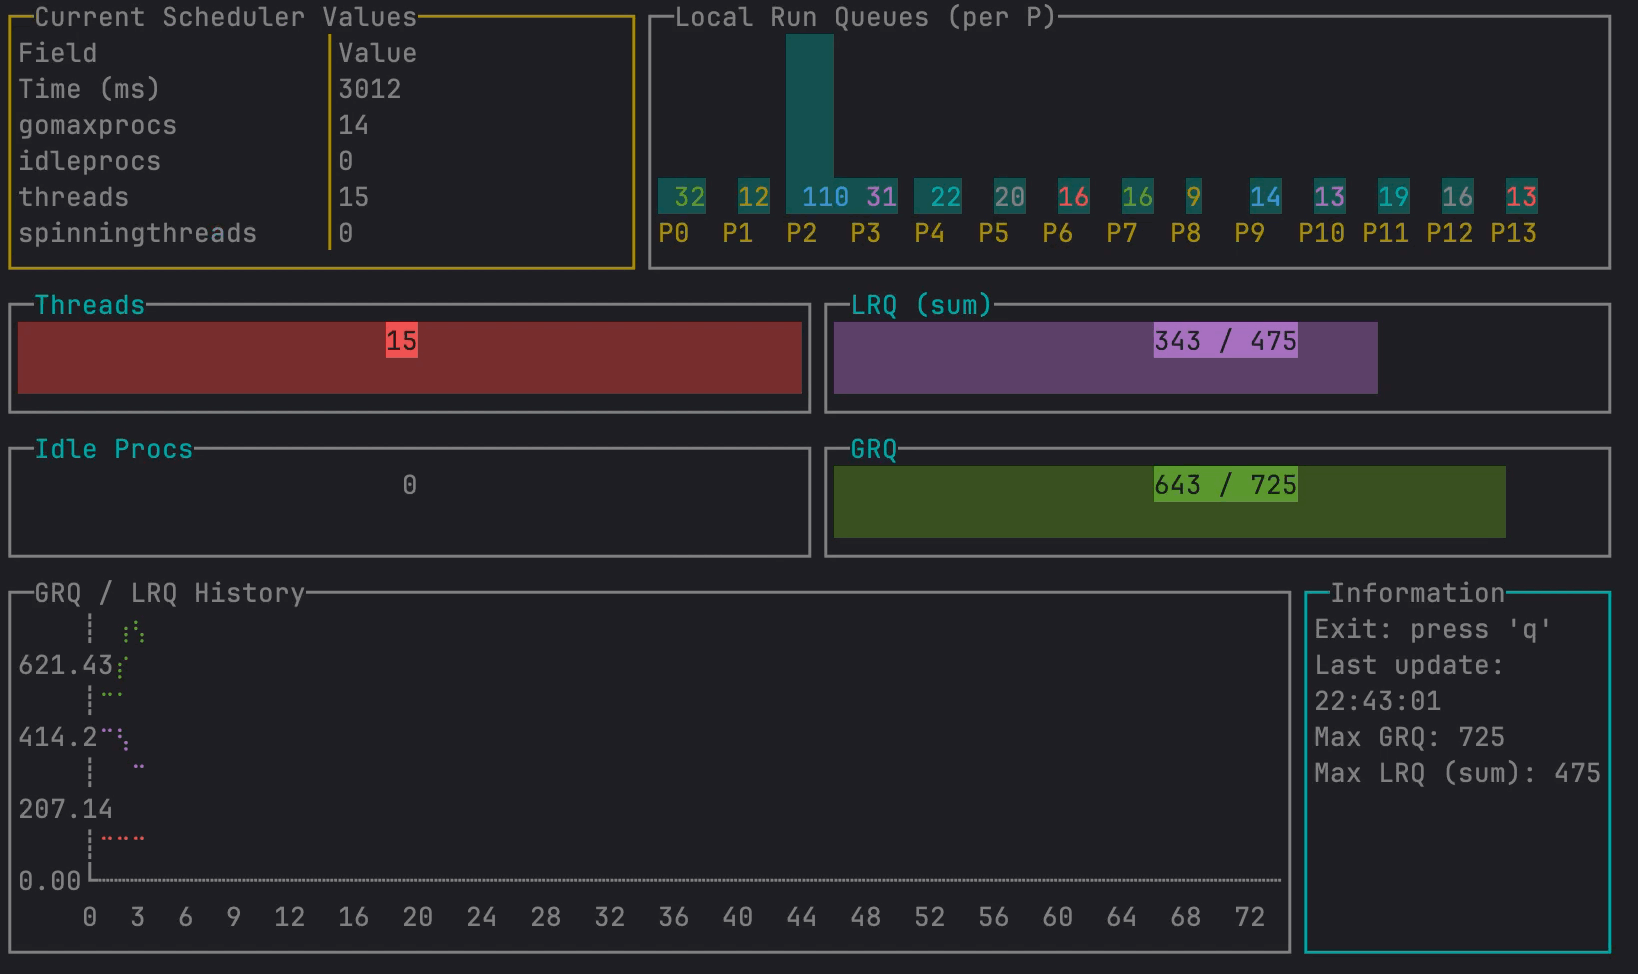 Current Scheduler Values
Field Value
Time (ms) 3012
gomaxprocs 14
idleprocs 0
threads 15
spinningthreads 0
Local Run Queues (per P)
32 12 110 31 22 20 16 16 9 14 13 19 16 13
P0 P1 P2 P3 P4 P5 P6 P7 P8 P9 P10 P11 P12 P13
Threads
15
LRQ (sum)
343 / 475
Idle Procs
0
GRQ
643 / 725
GRQ / LRQ History
621.43
414.2
207.14
0.00
0 3 6 9 12 16 20 24 28 32 36 40 44 48 52 56 60 64 68 72
Information
Exit: press 'q'
Last update:
22:43:01
Max GRQ: 725
Max LRQ (sum): 475